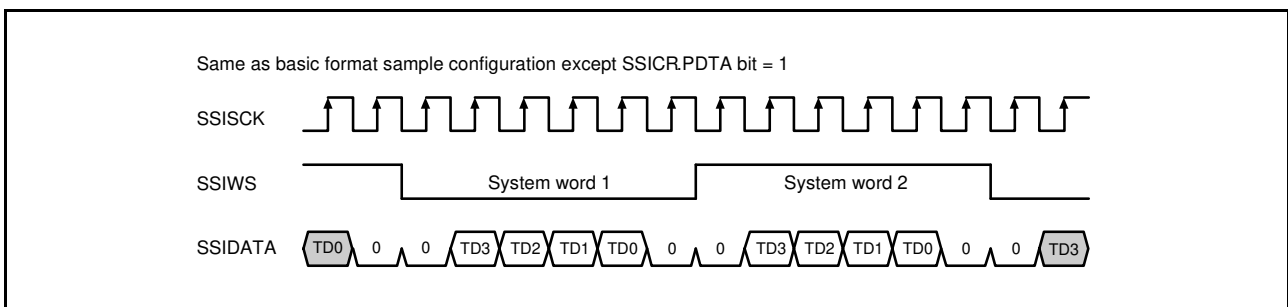 Same as basic format sample configuration except SSICR.PDTA bit = 1
SSISCK
SSIWS System word 1 System word 2
SSIDATA TD0 0 0 TD3 TD2 TD1 TD0 0 0 TD3 TD2 TD1 TD0 0 0 TD3